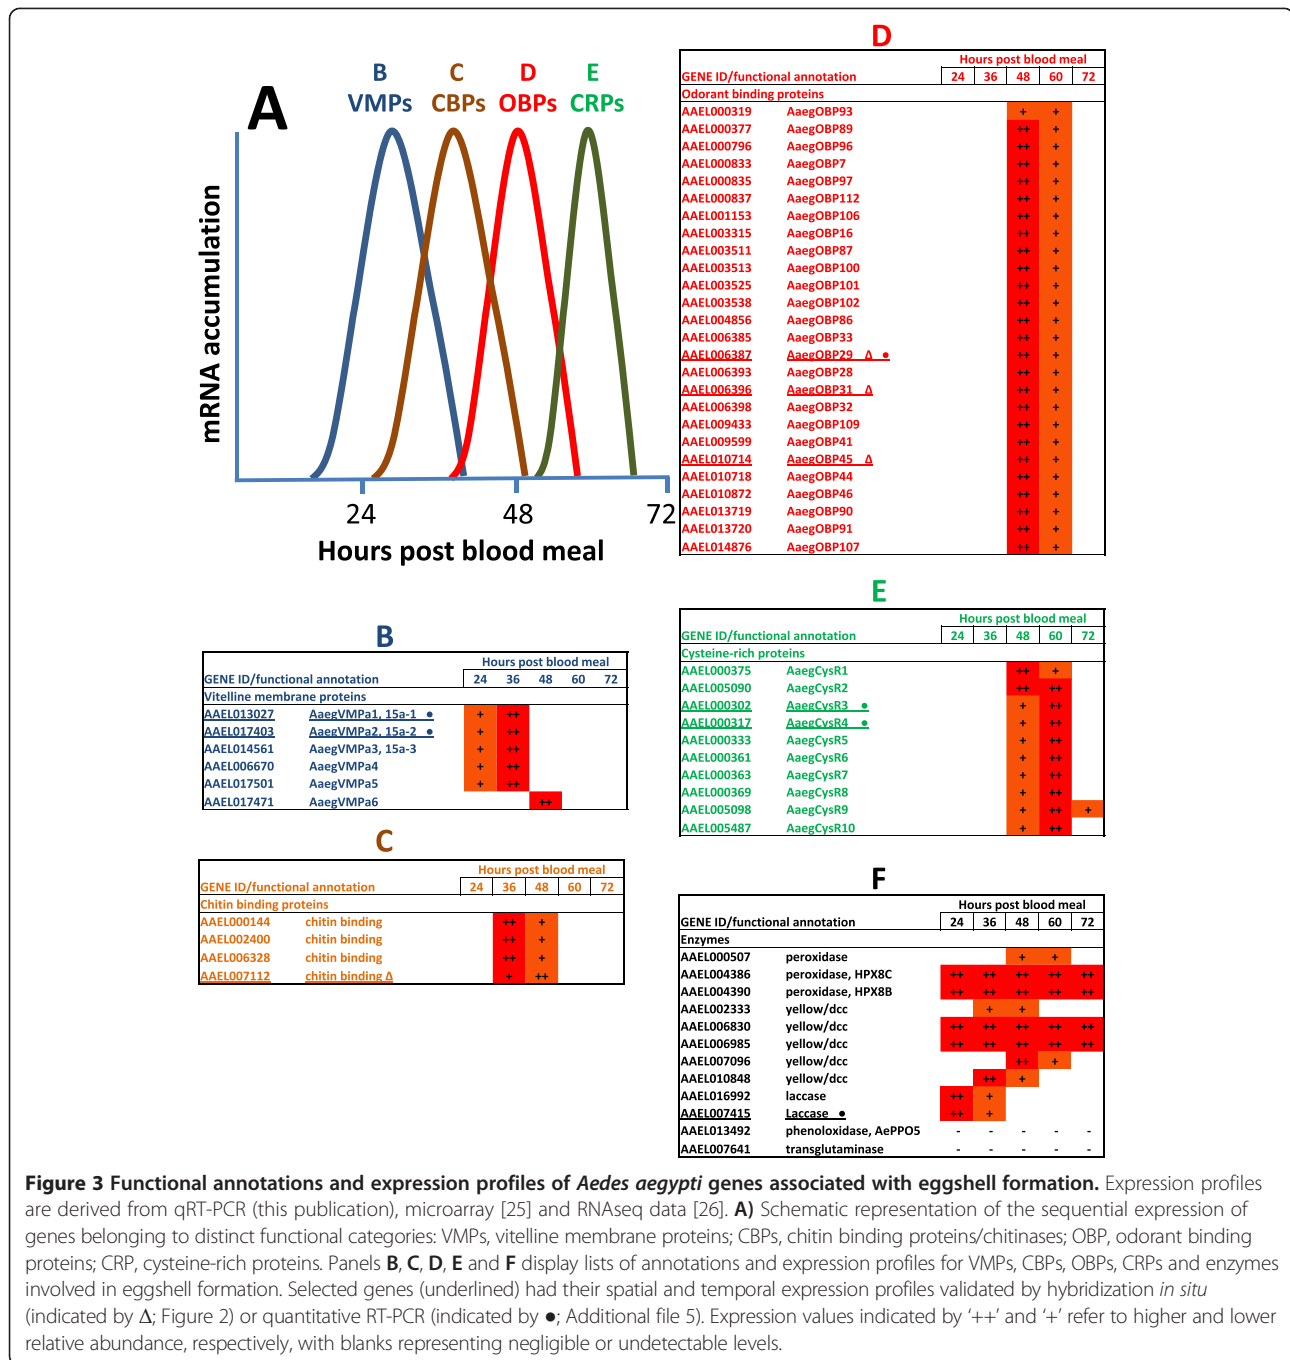 A
B VMPs
C CBPs
D OBPs
E CRPs
mRNA accumulation
24 48 72
Hours post blood meal
B
Hours post blood meal
GENE ID/functional annotation 24 36 48 60 72
Vitelline membrane proteins
AAEL013027 AaegVMPa1, 15a-1 ● + ++
AAEL017403 AaegVMPa2, 15a-2 ● + ++
AAEL014561 AaegVMPa3, 15a-3 + ++
AAEL006670 AaegVMPa4 + ++
AAEL017501 AaegVMPa5 + ++
AAEL017471 AaegVMPa6 ++
C
Hours post blood meal
GENE ID/functional annotation 24 36 48 60 72
Chitin binding proteins
AAEL000144 chitin binding ++ +
AAEL002400 chitin binding ++ +
AAEL006328 chitin binding ++ +
AAEL007112 chitin binding Δ + ++
D
Hours post blood meal
GENE ID/functional annotation 24 36 48 60 72
Odorant binding proteins
AAEL000319 AaegOBP93 + +
AAEL000377 AaegOBP89 ++ +
AAEL000796 AaegOBP96 ++ +
AAEL000833 AaegOBP7 ++ +
AAEL000835 AaegOBP97 ++ +
AAEL000837 AaegOBP112 ++ +
AAEL001153 AaegOBP106 ++ +
AAEL003315 AaegOBP16 ++ +
AAEL003511 AaegOBP87 ++ +
AAEL003513 AaegOBP100 ++ +
AAEL003525 AaegOBP101 ++ +
AAEL003538 AaegOBP102 ++ +
AAEL004856 AaegOBP86 ++ +
AAEL006385 AaegOBP33 ++ +
AAEL006387 AaegOBP29 Δ ● ++ +
AAEL006393 AaegOBP28 ++ +
AAEL006396 AaegOBP31 Δ ++ +
AAEL006398 AaegOBP32 ++ +
AAEL009433 AaegOBP109 ++ +
AAEL009599 AaegOBP41 ++ +
AAEL010714 AaegOBP45 Δ ++ +
AAEL010718 AaegOBP44 ++ +
AAEL010872 AaegOBP46 ++ +
AAEL013719 AaegOBP90 ++ +
AAEL013720 AaegOBP91 ++ +
AAEL014876 AaegOBP107 ++ +
E
Hours post blood meal
GENE ID/functional annotation 24 36 48 60 72
Cysteine-rich proteins
AAEL000375 AaegCysR1 ++ +
AAEL005090 AaegCysR2 ++ ++
AAEL000302 AaegCysR3 ● + ++
AAEL000317 AaegCysR4 ● + ++
AAEL000333 AaegCysR5 + ++
AAEL000361 AaegCysR6 + ++
AAEL000363 AaegCysR7 + ++
AAEL000369 AaegCysR8 + ++
AAEL005098 AaegCysR9 + ++ +
AAEL005487 AaegCysR10 + ++
F
Hours post blood meal
GENE ID/functional annotation 24 36 48 60 72
Enzymes
AAEL000507 peroxidase + +
AAEL004386 peroxidase, HPX8C ++ ++ ++ ++ ++
AAEL004390 peroxidase, HPX8B ++ ++ ++ ++ ++
AAEL002333 yellow/dcc + +
AAEL006830 yellow/dcc ++ ++ ++ ++ ++
AAEL006985 yellow/dcc ++ ++ ++ ++ ++
AAEL007096 yellow/dcc ++ +
AAEL010848 yellow/dcc ++ +
AAEL016992 laccase ++ +
AAEL007415 Laccase ● ++ +
AAEL013492 phenoloxidase, AePPO5 - - - - -
AAEL007641 transglutaminase - - - - -
Figure 3 Functional annotations and expression profiles of Aedes aegypti genes associated with eggshell formation. Expression profiles
are derived from qRT-PCR (this publication), microarray [25] and RNAseq data [26]. A) Schematic representation of the sequential expression of
genes belonging to distinct functional categories: VMPs, vitelline membrane proteins; CBPs, chitin binding proteins/chitinases; OBP, odorant binding
proteins; CRP, cysteine-rich proteins. Panels B, C, D, E and F display lists of annotations and expression profiles for VMPs, CBPs, OBPs, CRPs and enzymes
involved in eggshell formation. Selected genes (underlined) had their spatial and temporal expression profiles validated by hybridization in situ
(indicated by Δ; Figure 2) or quantitative RT-PCR (indicated by ●; Additional file 5). Expression values indicated by ‘++’ and ‘+’ refer to higher and lower
relative abundance, respectively, with blanks representing negligible or undetectable levels.